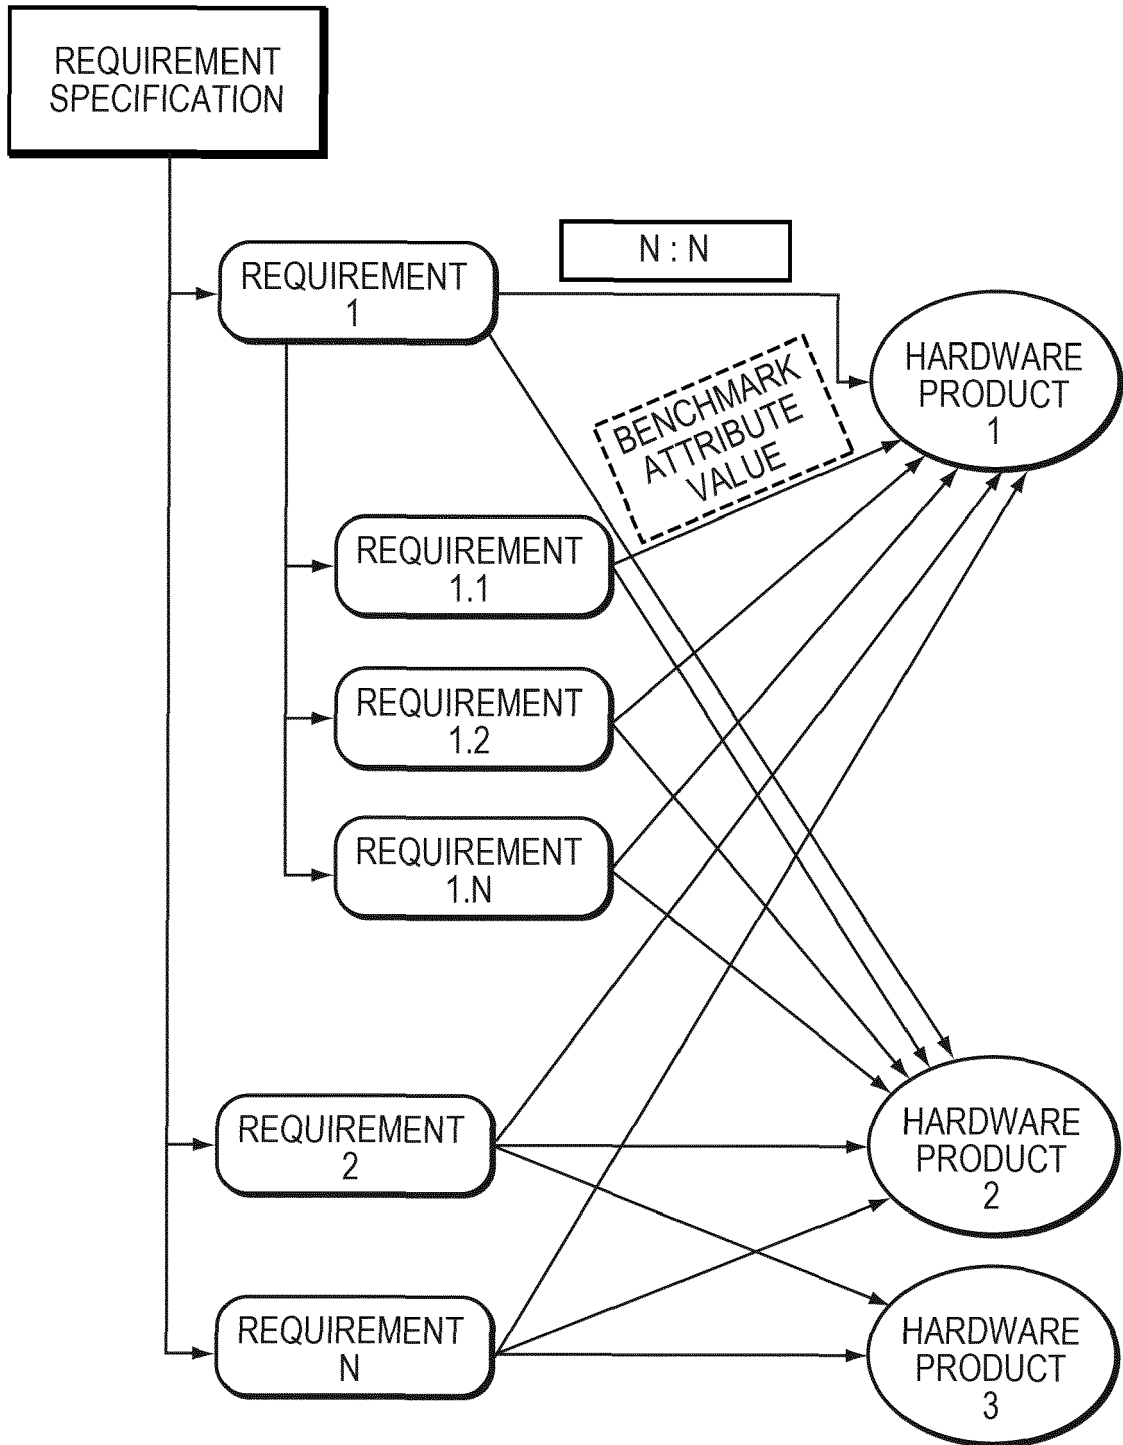 REQUIREMENT
SPECIFICATION
N : N
REQUIREMENT
1
HARDWARE
PRODUCT
1
BENCHMARK
ATTRIBUTE
VALUE
REQUIREMENT
1.1
REQUIREMENT
1.2
REQUIREMENT
1.N
REQUIREMENT
2
HARDWARE
PRODUCT
2
REQUIREMENT
N
HARDWARE
PRODUCT
3